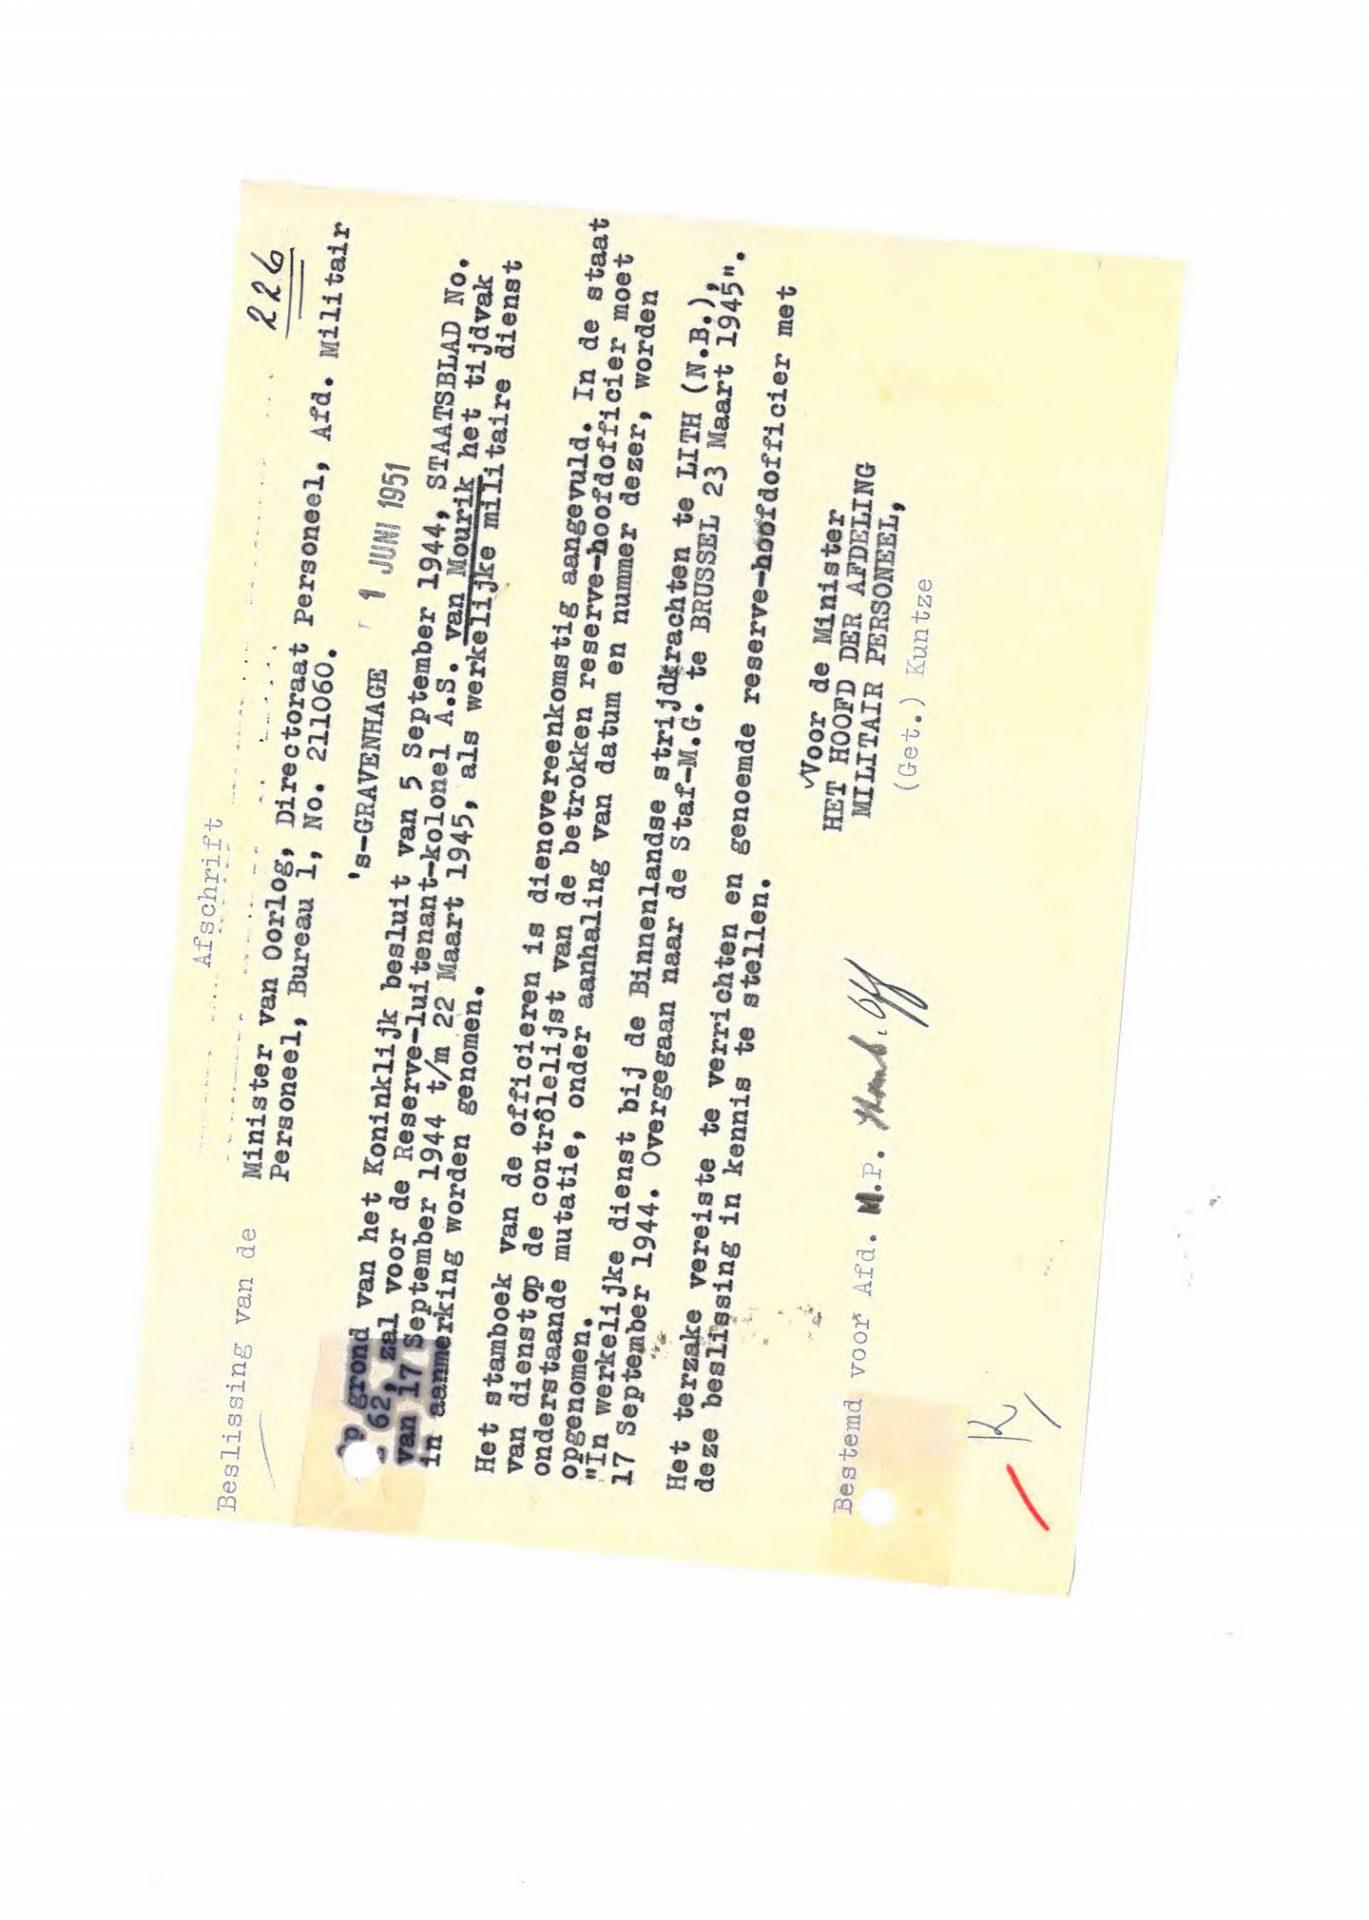 Afschrift
226
Beslissing van de Minister van Oorlog, Directoraat Personeel, Afd. Militair
Personeel, Bureau 1, No. 211060.
's-GRAVENHAGE 1 JUNI 1951
Op grond van het Koninklijk besluit van 5 September 1944, STAATSBLAD No.
62, zal voor de Reserve-luitenant-kolonel A.S. van Mourik het tijdvak
van 17 September 1944 t/m 22 Maart 1945, als werkelijke militaire dienst
in aanmerking worden genomen.
Het stamboek van de officieren is dienovereenkomstig aangevuld. In de staat
van dienstop de contrôlelijst van de betrokken reserve-hoofdofficier moet
onderstaande mutatie, onder aanhaling van datum en nummer dezer, worden
opgenomen.
"In werkelijke dienst bij de Binnenlandse strijdkrachten te LITH (N.B.),
17 September 1944. Overgegaan naar de Staf-M.G. te BRUSSEL 23 Maart 1945".
Het terzake vereiste te verrichten en genoemde reserve-hoofdofficier met
deze beslissing in kennis te stellen.
Voor de Minister
HET HOOFD DER AFDELING
MILITAIR PERSONEEL,
(Get.) Kuntze
Bestemd voor Afd. M.P.
K